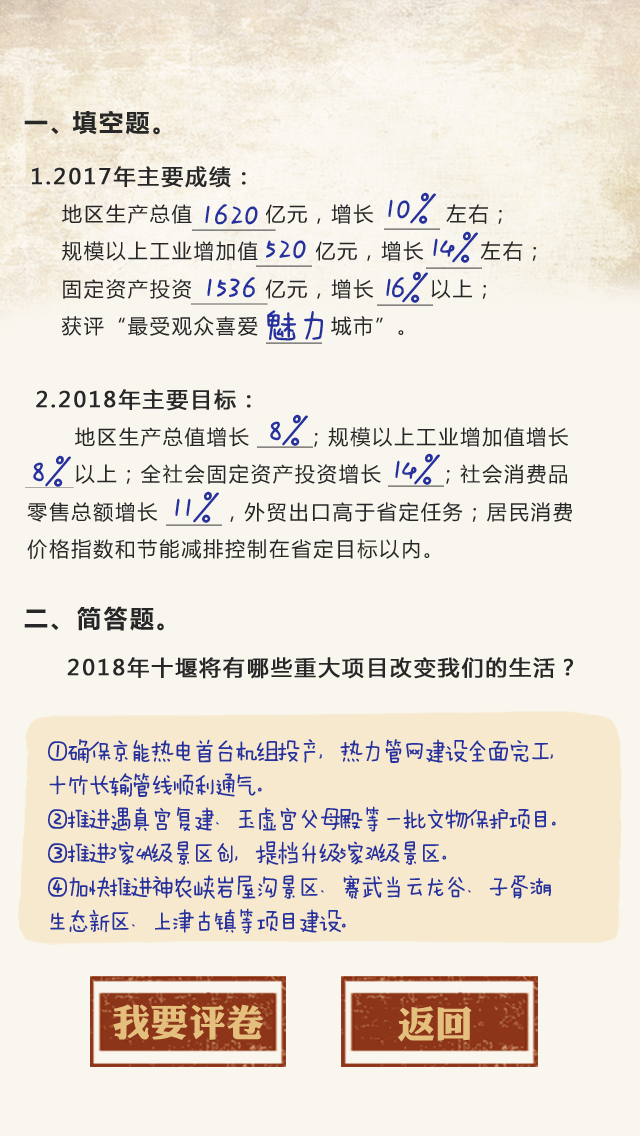 一、填空题。
1.2017年主要成绩：
地区生产总值1620亿元，增长 10% 左右；
规模以上工业增加值520亿元，增长14%左右；
固定资产投资 1536 亿元，增长 16%以上；
获评“最受观众喜爱 魅力 城市”。
2.2018年主要目标：
地区生产总值增长 8%；规模以上工业增加值增长
8%以上；全社会固定资产投资增长 14%；社会消费品
零售总额增长 11%，外贸出口高于省定任务；居民消费
价格指数和节能减排控制在省定目标以内。
二、简答题。
2018年十堰将有哪些重大项目改变我们的生活？
①确保京能热电首台机组投产，热力管网建设全面完工，
十竹长输管线顺利通气。
②推进遇真宫复建、玉虚宫父母殿等一批文物保护项目。
③推进3家4A级景区创，提档升级5家3A级景区。
④加快推进神农峡岩屋沟景区、赛武当云龙谷、子胥湖
生态新区、上津古镇等项目建设。
我要评卷 返回